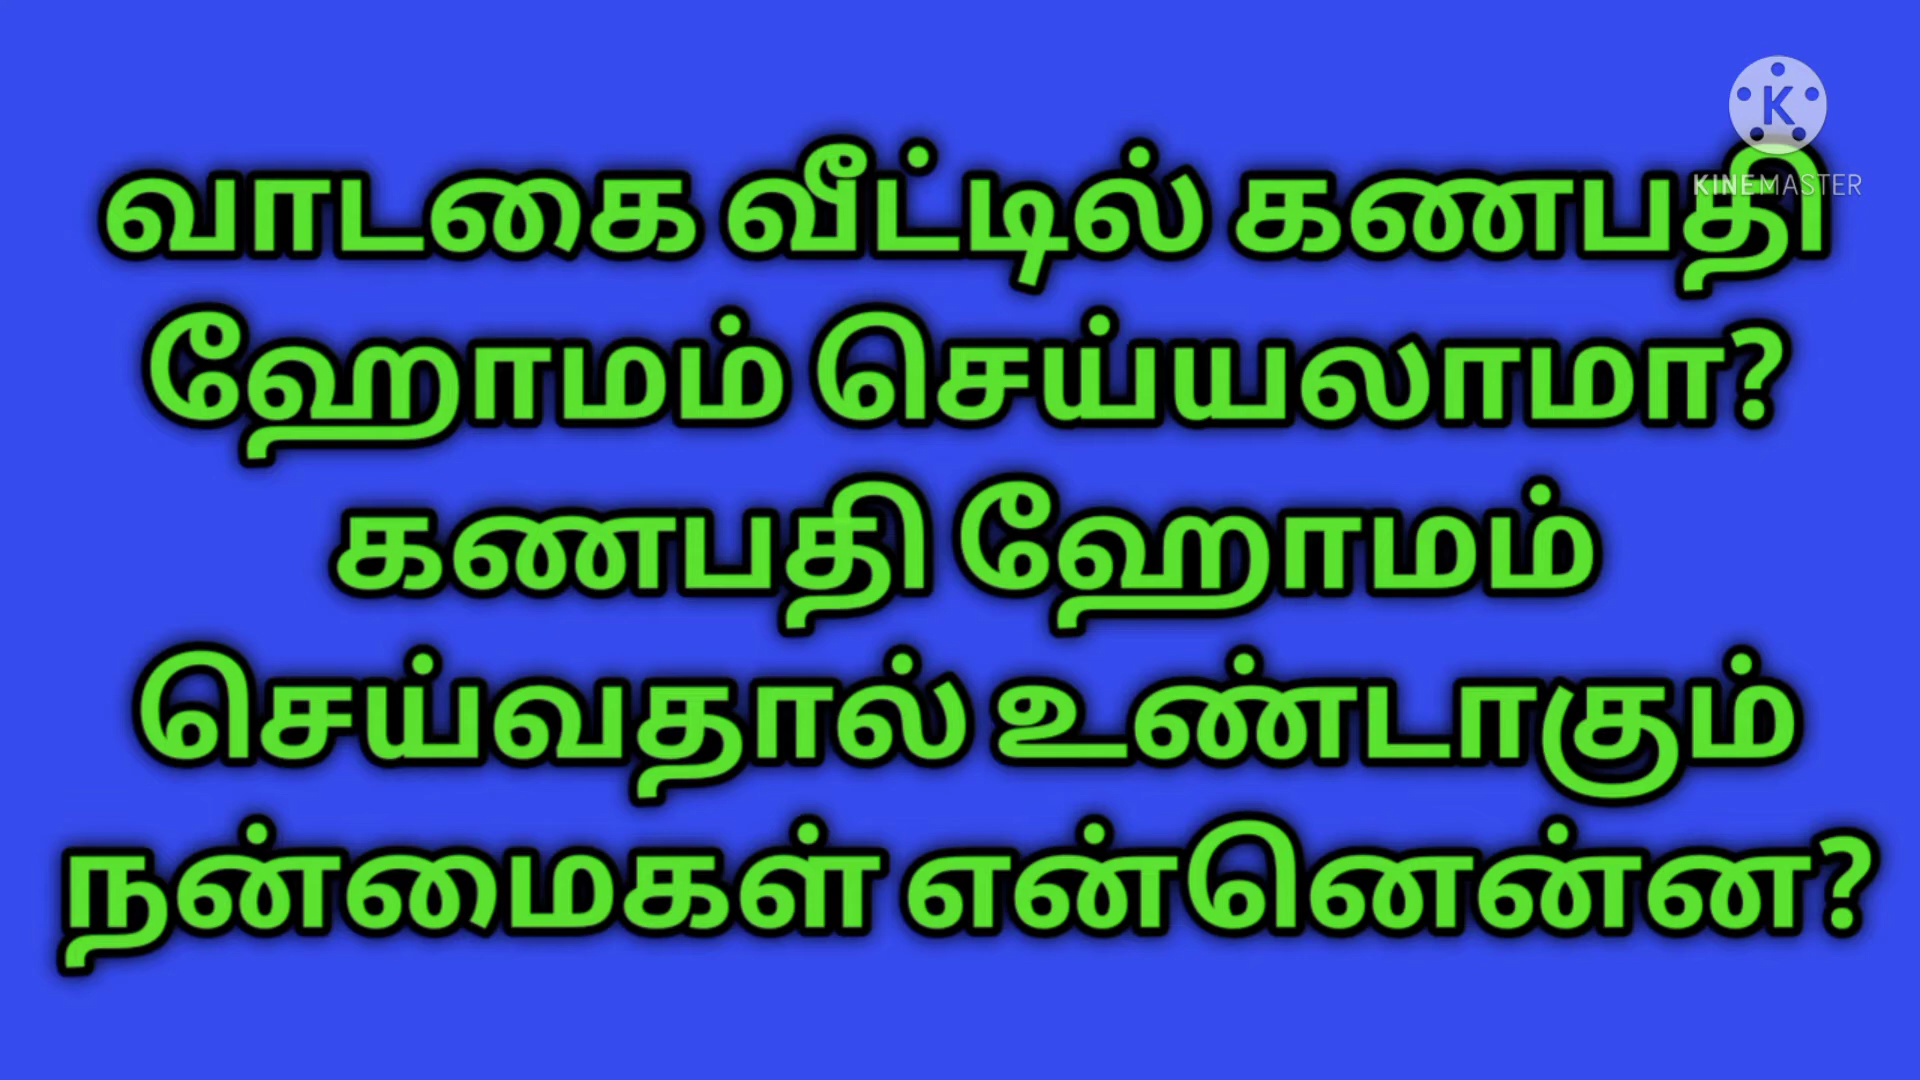 K
KINEMASTER
வாடகை வீட்டில் கணபதி
ஹோமம் செய்யலாமா?
கணபதி ஹோமம்
செய்வதால் உண்டாகும்
நன்மைகள் என்னென்ன?